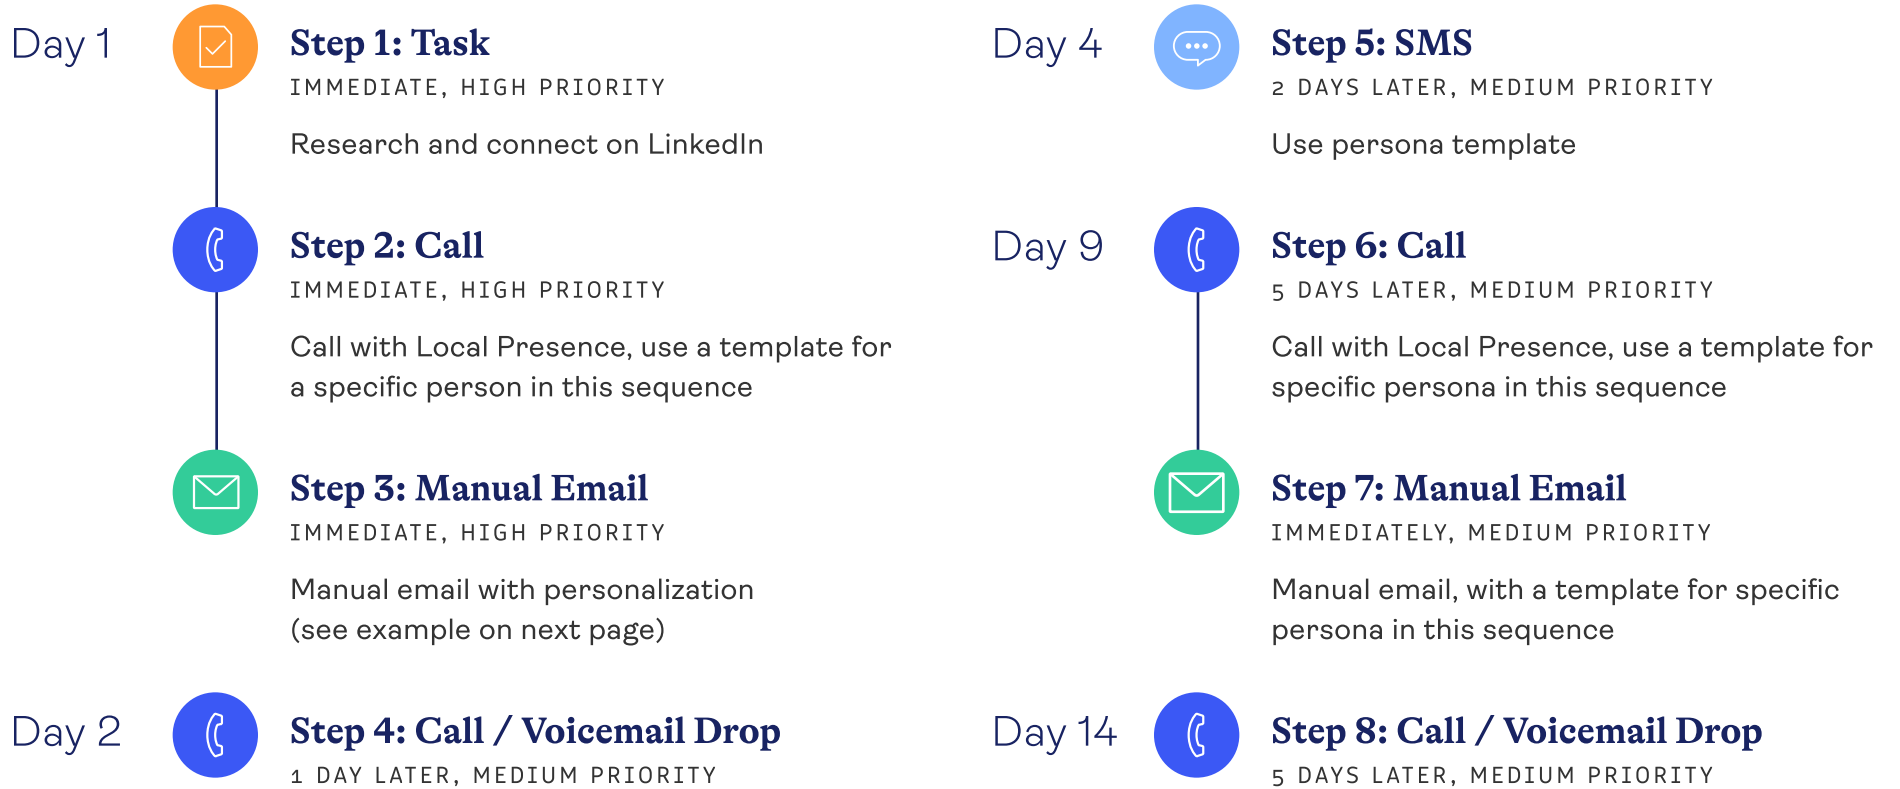 Day 1
Step 1: Task
IMMEDIATE, HIGH PRIORITY
Research and connect on LinkedIn
Step 2: Call
IMMEDIATE, HIGH PRIORITY
Call with Local Presence, use a template for
a specific person in this sequence
Step 3: Manual Email
IMMEDIATE, HIGH PRIORITY
Manual email with personalization
(see example on next page)
Day 2
Step 4: Call / Voicemail Drop
1 DAY LATER, MEDIUM PRIORITY
Day 4
Step 5: SMS
2 DAYS LATER, MEDIUM PRIORITY
Use persona template
Day 9
Step 6: Call
5 DAYS LATER, MEDIUM PRIORITY
Call with Local Presence, use a template for
specific persona in this sequence
Step 7: Manual Email
IMMEDIATELY, MEDIUM PRIORITY
Manual email, with a template for specific
persona in this sequence
Day 14
Step 8: Call / Voicemail Drop
5 DAYS LATER, MEDIUM PRIORITY